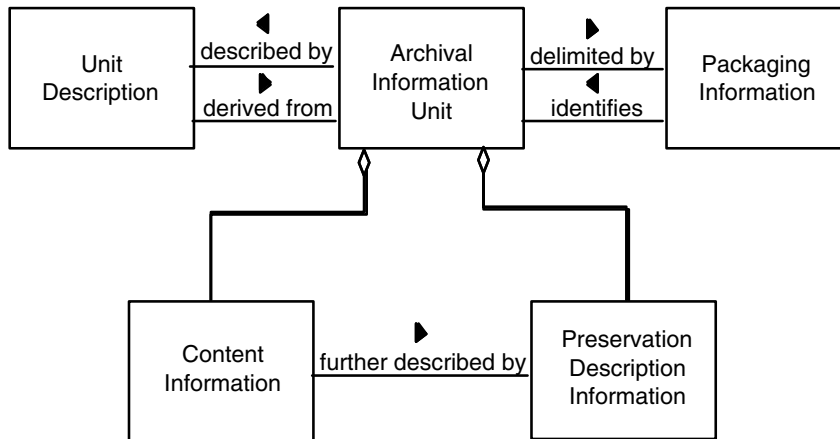 Unit
Description
described by
derived from
Archival
Information
Unit
delimited by
identifies
Packaging
Information
Content
Information
further described by
Preservation
Description
Information